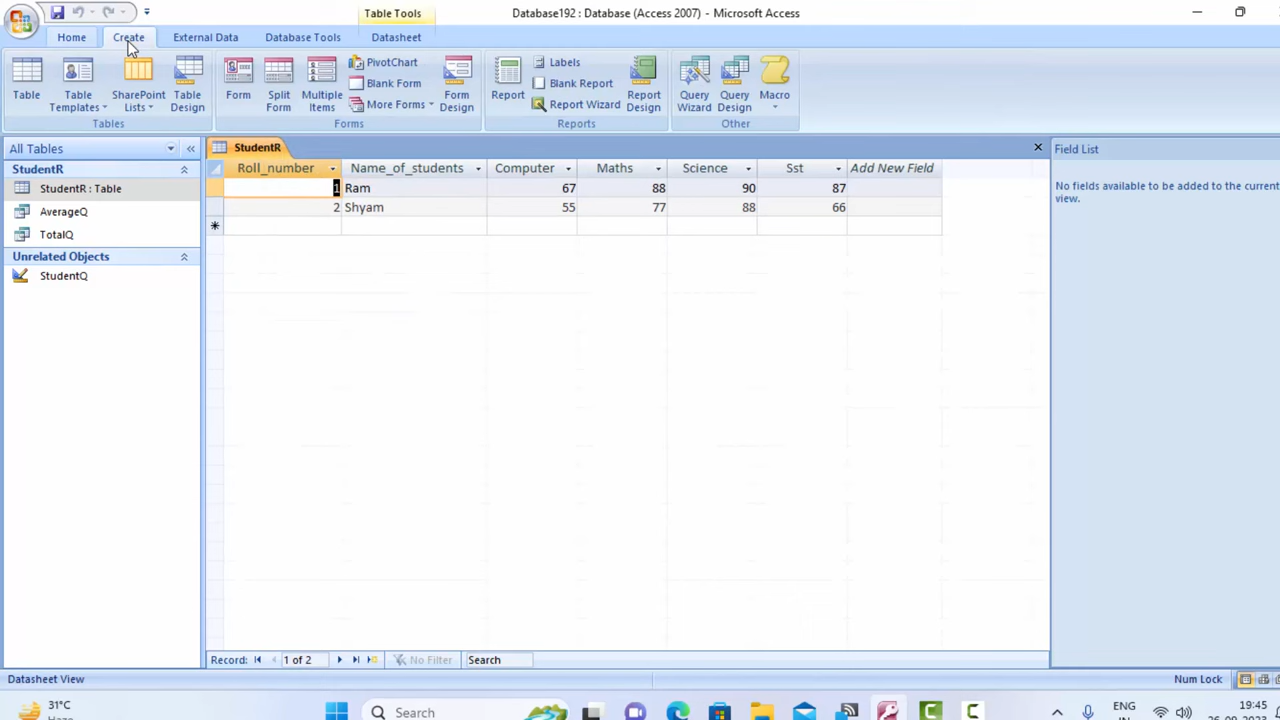 Table Tools
Database192 : Database (Access 2007) - Microsoft Access
Home Create External Data Database Tools Datasheet
Table
Table Templates
SharePoint Lists
Table Design
Form
Split Form
Multiple Items
PivotChart
Blank Form
More Forms
Form Design
Report
Labels
Blank Report
Report Wizard
Report Design
Query Wizard
Query Design
Macro
Tables Forms Reports Other
All Tables
StudentR
StudentR : Table
AverageQ
TotalQ
Unrelated Objects
StudentQ
StudentR
Roll_number Name_of_students Computer Maths Science Sst Add New Field
1 Ram 67 88 90 87
2 Shyam 55 77 88 66
Field List
No fields available to be added to the current
view.
Record: 1 of 2 No Filter Search
Datasheet View Num Lock
31°C
Search
ENG
19:45